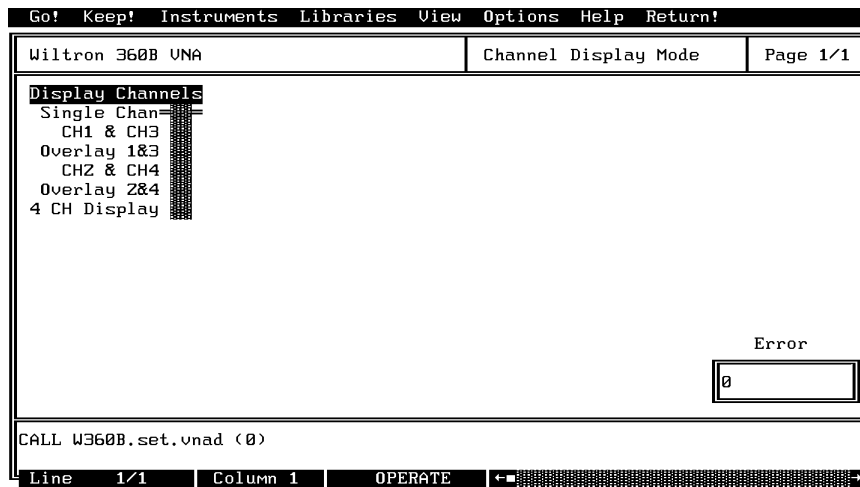 Go! Keep! Instruments Libraries View Options Help Return!
Wiltron 360B VNA
Channel Display Mode
Page 1/1
Display Channels
Single Chan
CH1 & CH3
Overlay 1&3
CH2 & CH4
Overlay 2&4
4 CH Display
Error
0
CALL W360B.set.vnad (0)
Line 1/1 Column 1 OPERATE